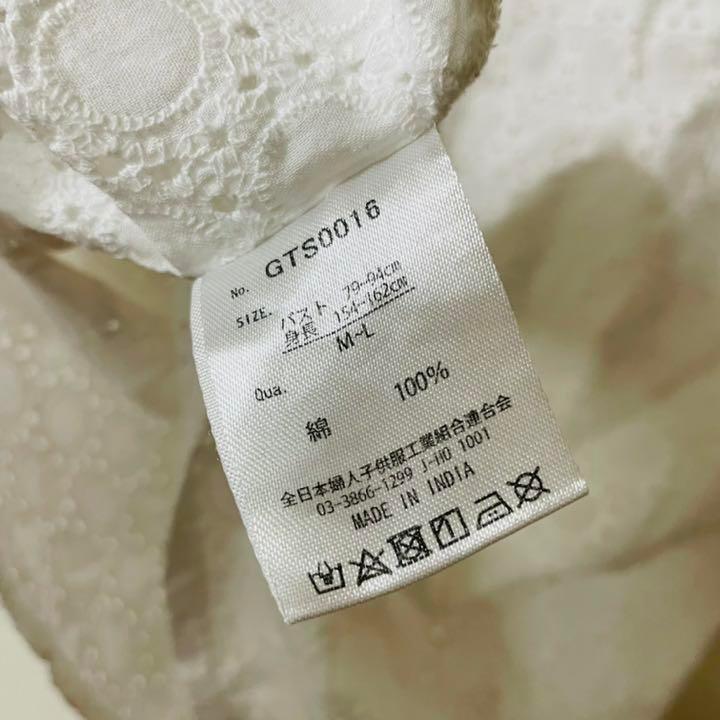 No. GTS0016
SIZE. バスト 79~94cm
身長 154~162cm
M~L
Qua.
綿 100%
全日本婦人子供服工業組合連合会
03-3866-1299 J-110 1001
MADE IN INDIA